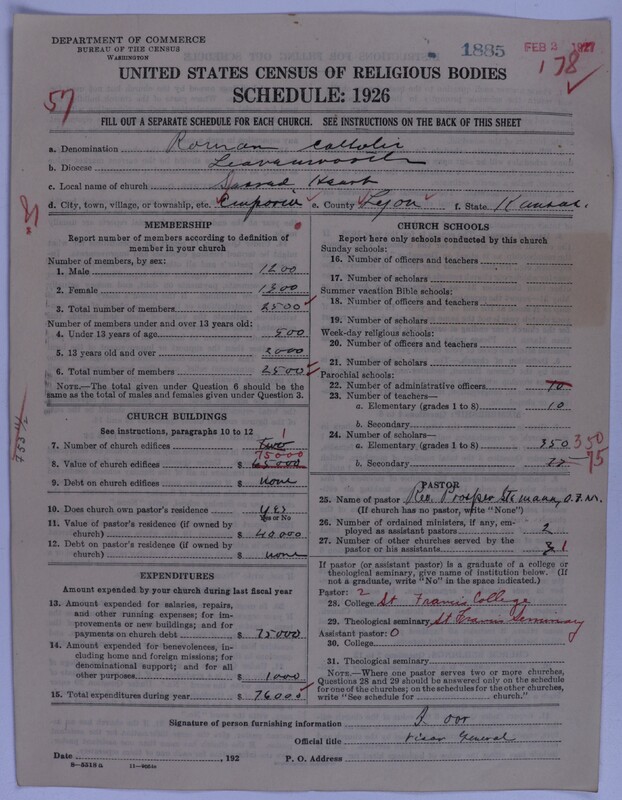 DEPARTMENT OF COMMERCE
BUREAU OF THE CENSUS
WASHINGTON
1885
FEB 2 1927
178
UNITED STATES CENSUS OF RELIGIOUS BODIES
SCHEDULE: 1926
57
FILL OUT A SEPARATE SCHEDULE FOR EACH CHURCH. SEE INSTRUCTIONS ON THE BACK OF THIS SHEET
a. Denomination Roman Catholic
b. Diocese Leavenworth
c. Local name of church Sacred Heart
d. City, town, village, or township, etc. Emporia e. County Lyon f. State Kansas.
MEMBERSHIP
Report number of members according to definition of
member in your church
Number of members, by sex:
1. Male 1200
2. Female 1300
3. Total number of members 2500
Number of members under and over 13 years old:
4. Under 13 years of age 500
5. 13 years old and over 2000
6. Total number of members 2500
NOTE.—The total given under Question 6 should be
the same as the total of males and females given under Question 3.
CHURCH BUILDINGS
See instructions, paragraphs 10 to 12
7. Number of church edifices Two 1
75000
8. Value of church edifices $ 65000
9. Debt on church edifices $ none
10. Does church own pastor's residence? yes
Yes or No
11. Value of pastor's residence (if owned by
church) $ 40000
12. Debt on pastor's residence (if owned by
church) $ none
EXPENDITURES
Amount expended by your church during last fiscal year
13. Amount expended for salaries, repairs,
and other running expenses; for im-
provements or new buildings; and for
payments on church debt $ 75000
14. Amount expended for benevolences, in-
cluding home and foreign missions; for
denominational support; and for all
other purposes $ 1000
15. Total expenditures during year $ 76000
CHURCH SCHOOLS
Report here only schools conducted by this church
Sunday schools:
16. Number of officers and teachers
17. Number of scholars
Summer vacation Bible schools:
18. Number of officers and teachers
19. Number of scholars
Week-day religious schools:
20. Number of officers and teachers
21. Number of scholars
Parochial schools:
22. Number of administrative officers 10
23. Number of teachers—
a. Elementary (grades 1 to 8) 10
b. Secondary
24. Number of scholars—
a. Elementary (grades 1 to 8) 350 350
b. Secondary 75
PASTOR
25. Name of pastor Rev. Prosper Stemann, O.F.M.
(If church has no pastor, write "None")
26. Number of ordained ministers, if any, em-
ployed as assistant pastors 2
27. Number of other churches served by the
pastor or his assistants 1
If pastor (or assistant pastor) is a graduate of a college or
theological seminary, give name of institution below. (If
not a graduate, write "No" in the space indicated.)
Pastor: 2
28. College St Francis College
29. Theological seminary St Francis Seminary
Assistant pastor: 0
30. College
31. Theological seminary
NOTE.—Where one pastor serves two or more churches,
Questions 28 and 29 should be answered only on the schedule
for one of the churches; on the schedules for the other churches,
write "See schedule for church."
Signature of person furnishing information
Official title Vicar General
Date , 192 P. O. Address
8-5318 a